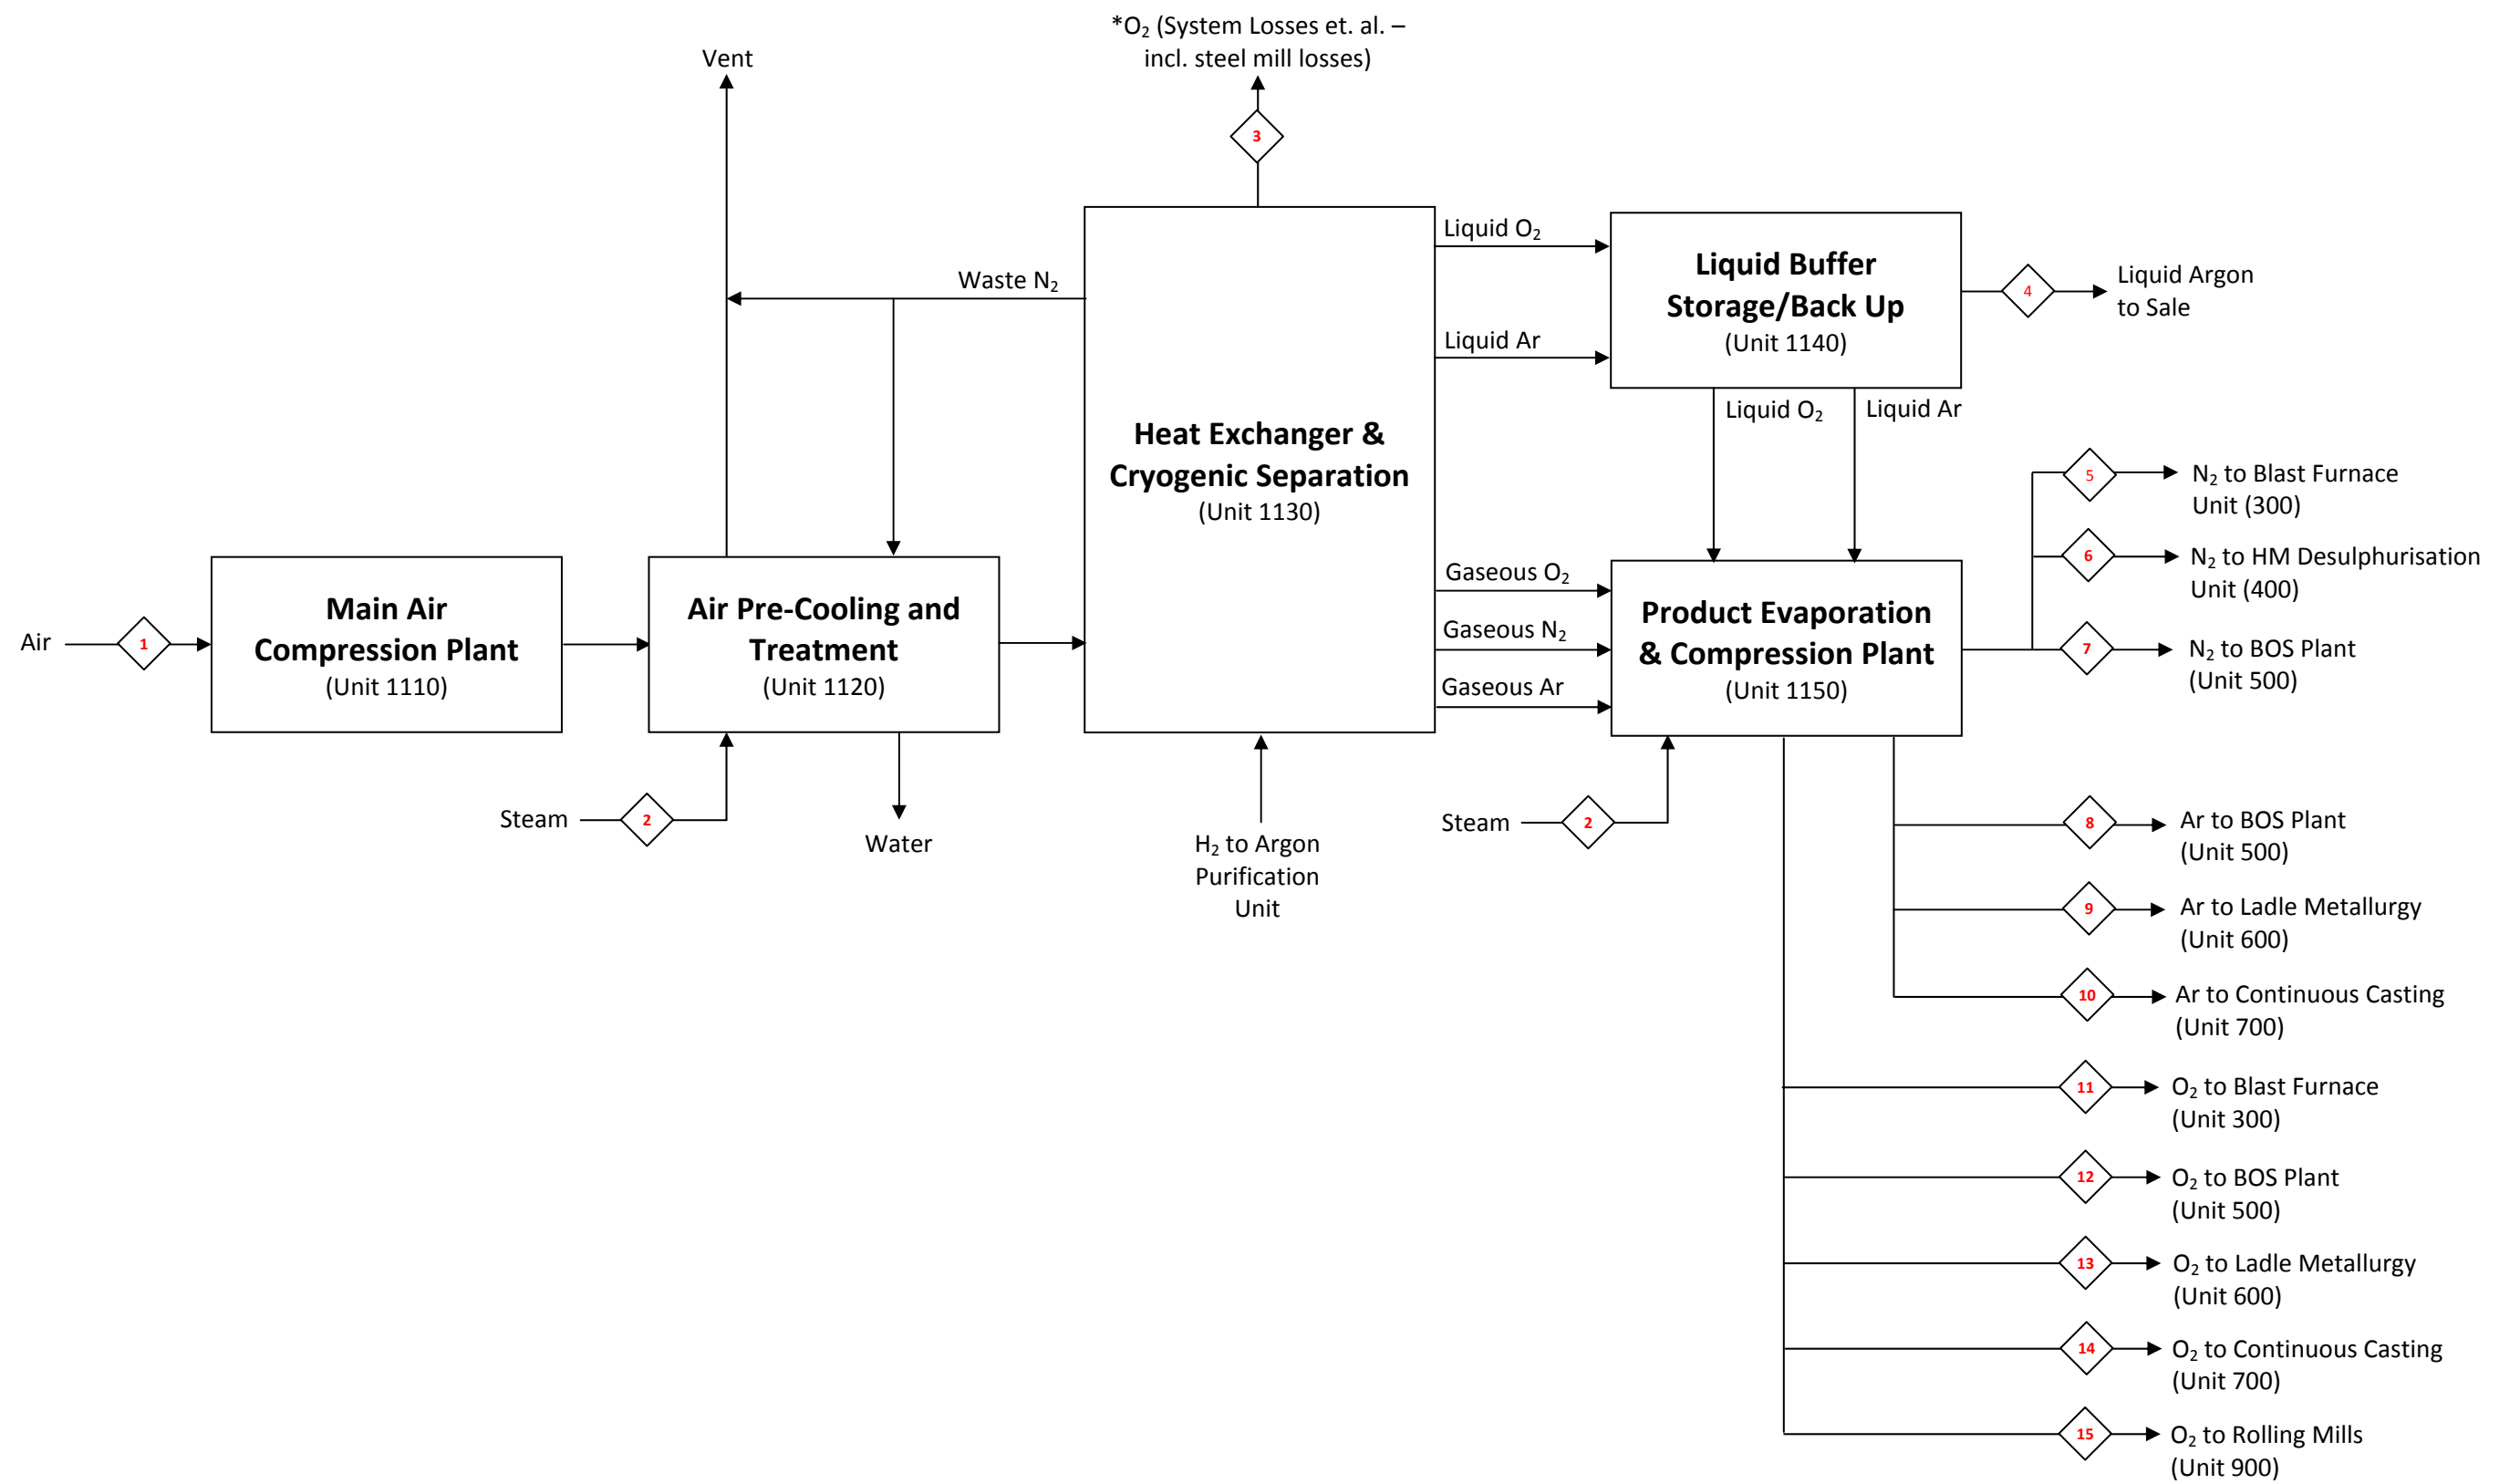 *O₂ (System Losses et. al. –
incl. steel mill losses)
Vent
3
Waste N₂
Liquid O₂
Liquid Ar
Liquid Buffer
Storage/Back Up
(Unit 1140)
4
Liquid Argon
to Sale
Liquid O₂
Liquid Ar
Heat Exchanger &
Cryogenic Separation
(Unit 1130)
5
N₂ to Blast Furnace
Unit (300)
6
N₂ to HM Desulphurisation
Unit (400)
7
N₂ to BOS Plant
(Unit 500)
Air
1
Main Air
Compression Plant
(Unit 1110)
Air Pre-Cooling and
Treatment
(Unit 1120)
Gaseous O₂
Gaseous N₂
Gaseous Ar
Product Evaporation
& Compression Plant
(Unit 1150)
Steam
2
Water
H₂ to Argon
Purification
Unit
Steam
2
8
Ar to BOS Plant
(Unit 500)
9
Ar to Ladle Metallurgy
(Unit 600)
10
Ar to Continuous Casting
(Unit 700)
11
O₂ to Blast Furnace
(Unit 300)
12
O₂ to BOS Plant
(Unit 500)
13
O₂ to Ladle Metallurgy
(Unit 600)
14
O₂ to Continuous Casting
(Unit 700)
15
O₂ to Rolling Mills
(Unit 900)